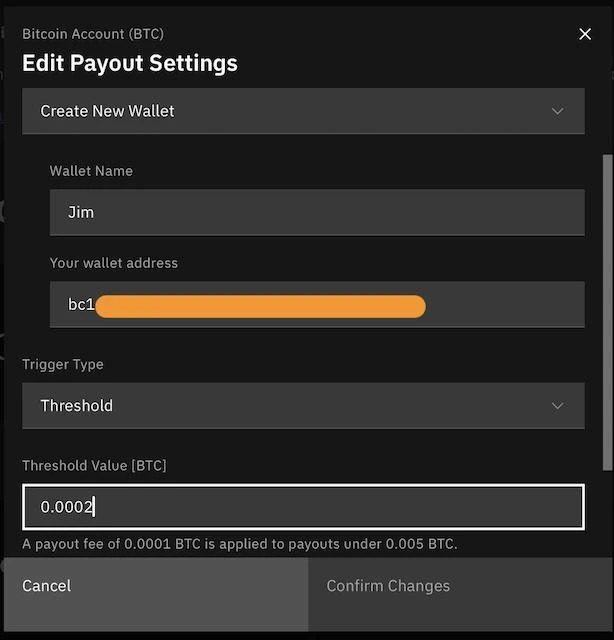 Bitcoin Account (BTC)
Edit Payout Settings
Create New Wallet
Wallet Name
Jim
Your wallet address
bc1
Trigger Type
Threshold
Threshold Value [BTC]
0.0002
A payout fee of 0.0001 BTC is applied to payouts under 0.005 BTC.
Cancel
Confirm Changes